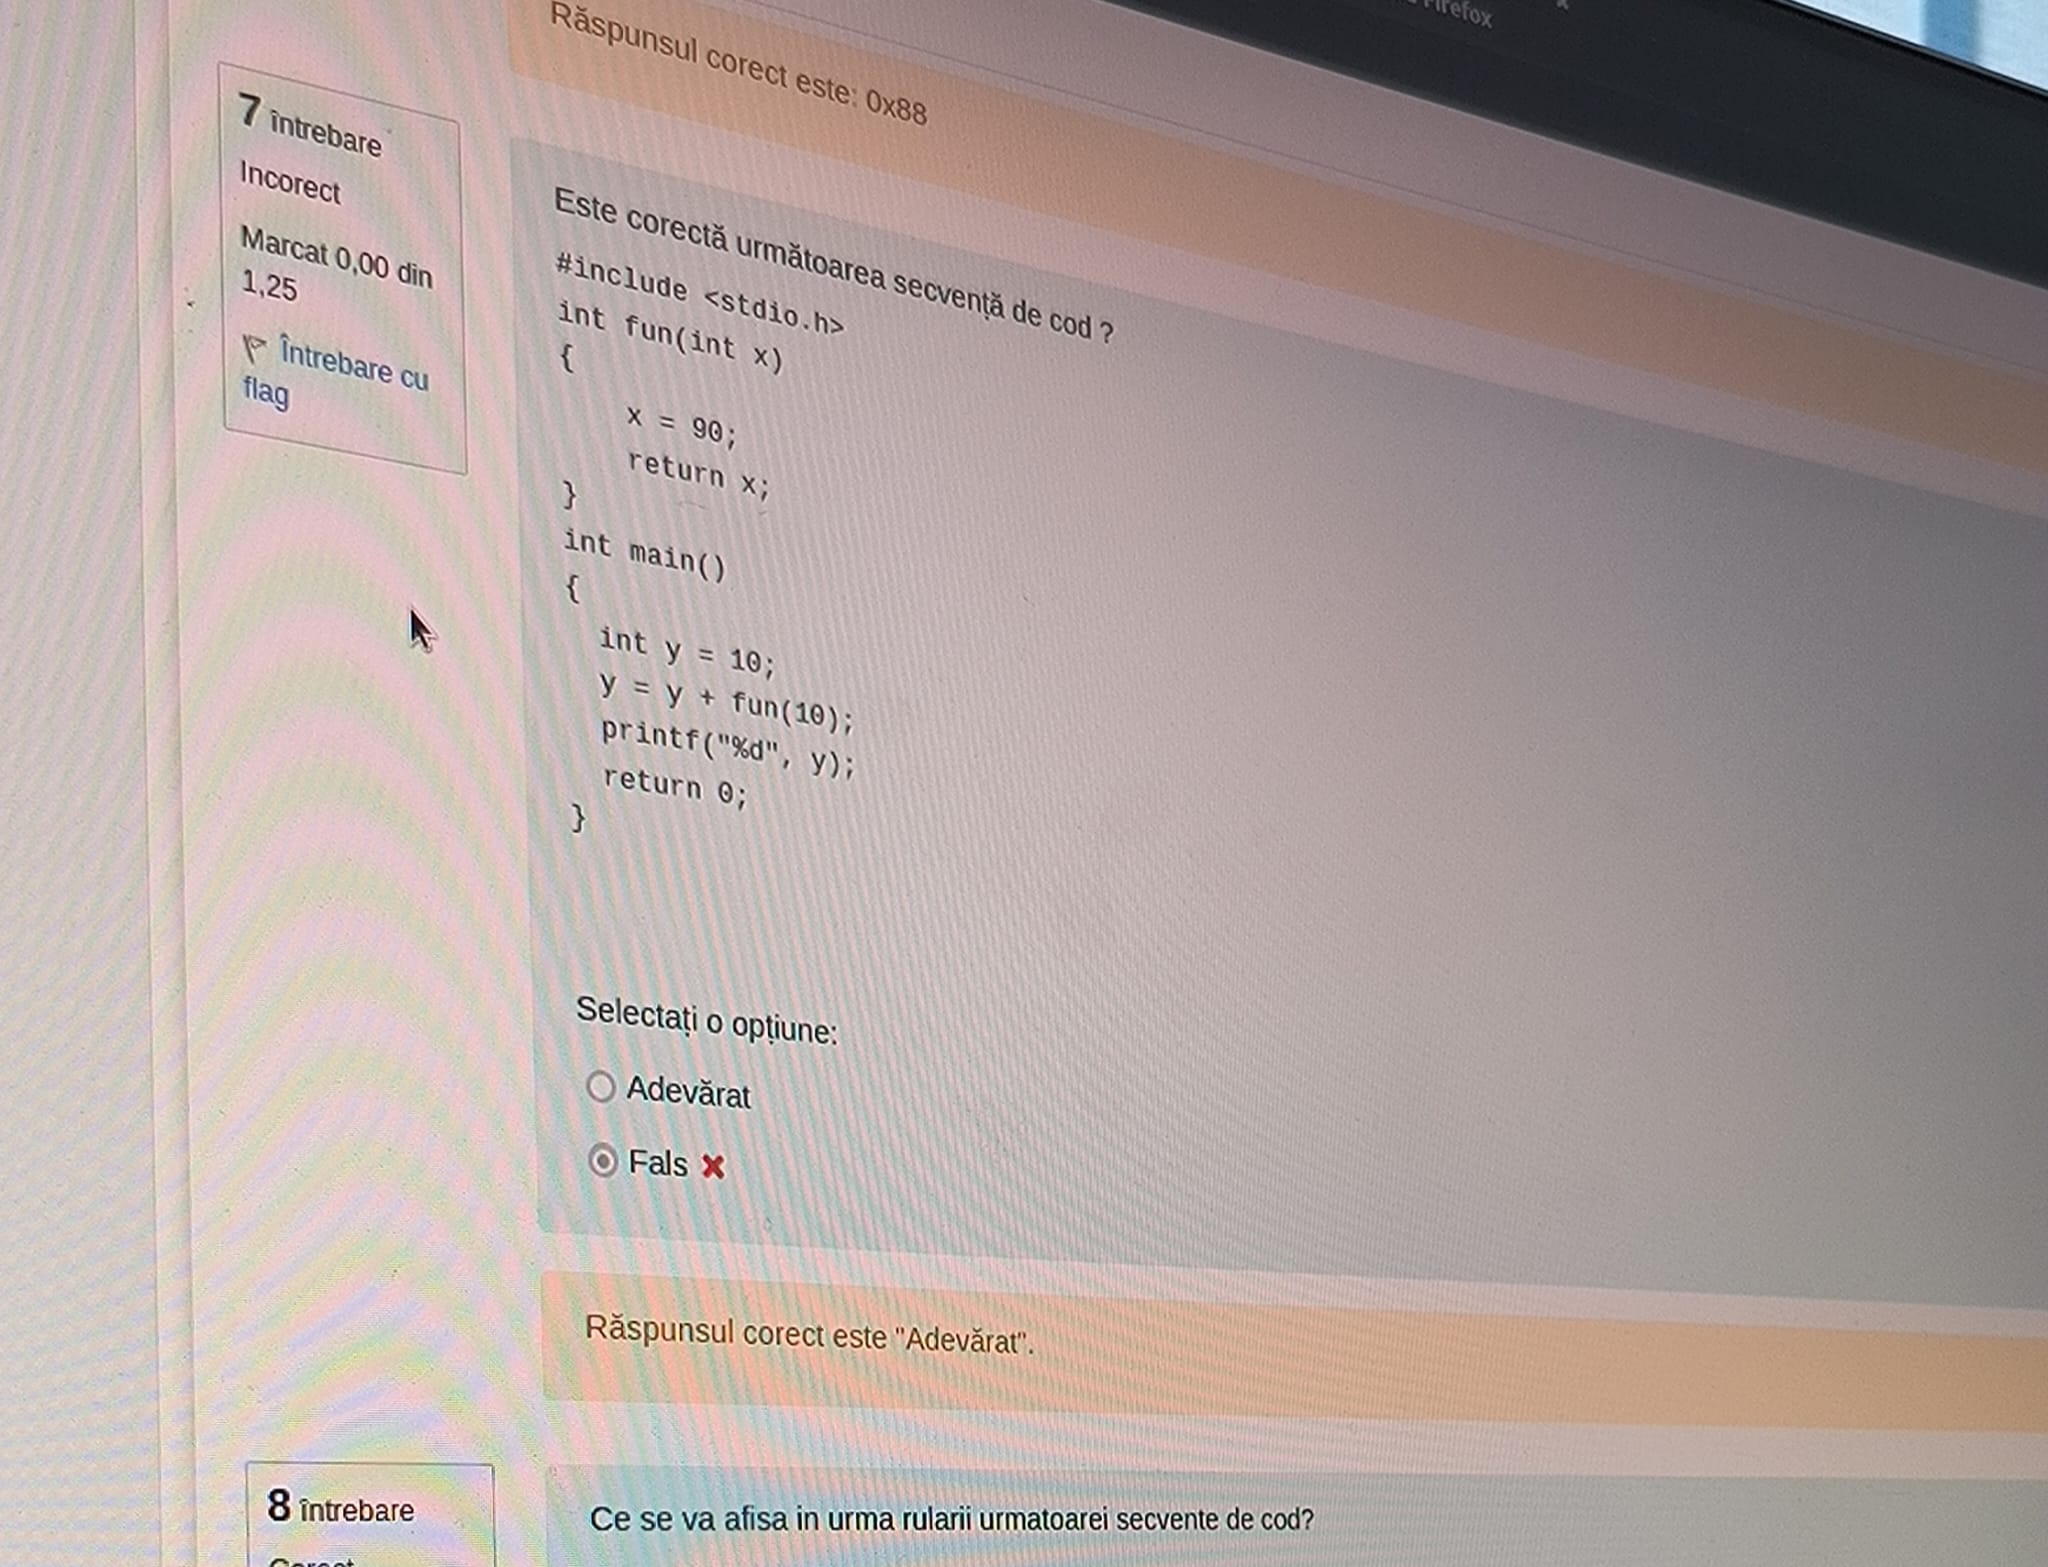 Firefox
Răspunsul corect este: 0x88
7 întrebare
Incorect
Marcat 0,00 din
1,25
Întrebare cu
flag
Este corectă următoarea secvență de cod ?
#include <stdio.h>
int fun(int x)
{
x = 90;
return x;
}
int main()
{
int y = 10;
y = y + fun(10);
printf("%d", y);
return 0;
}
Selectați o opțiune:
Adevărat
Fals
Răspunsul corect este "Adevărat".
8 întrebare
Corect
Ce se va afisa in urma rularii urmatoarei secvente de cod?